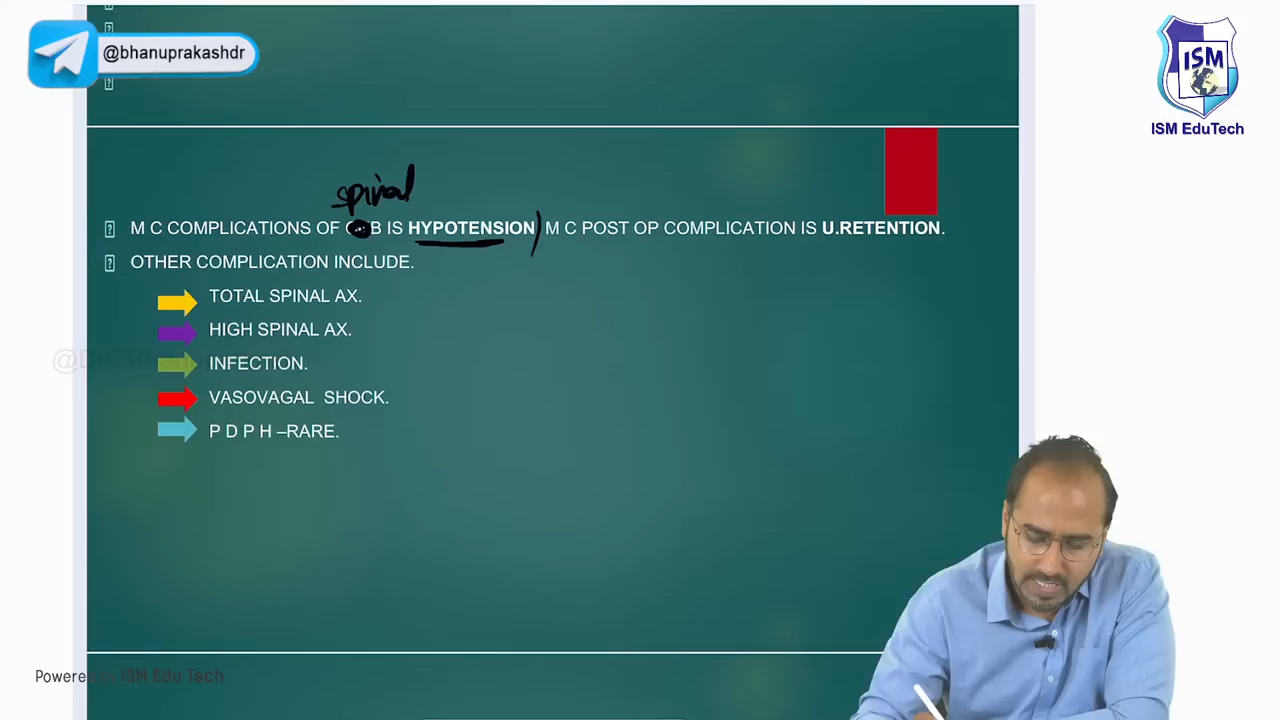 @bhanuprakashdr
ISM
ISM EduTech
spinal
M C COMPLICATIONS OF B IS HYPOTENSION) M C POST OP COMPLICATION IS U.RETENTION.
OTHER COMPLICATION INCLUDE.
TOTAL SPINAL AX.
HIGH SPINAL AX.
INFECTION.
VASOVAGAL SHOCK.
P D P H –RARE.
Powered by ISM Edu Tech